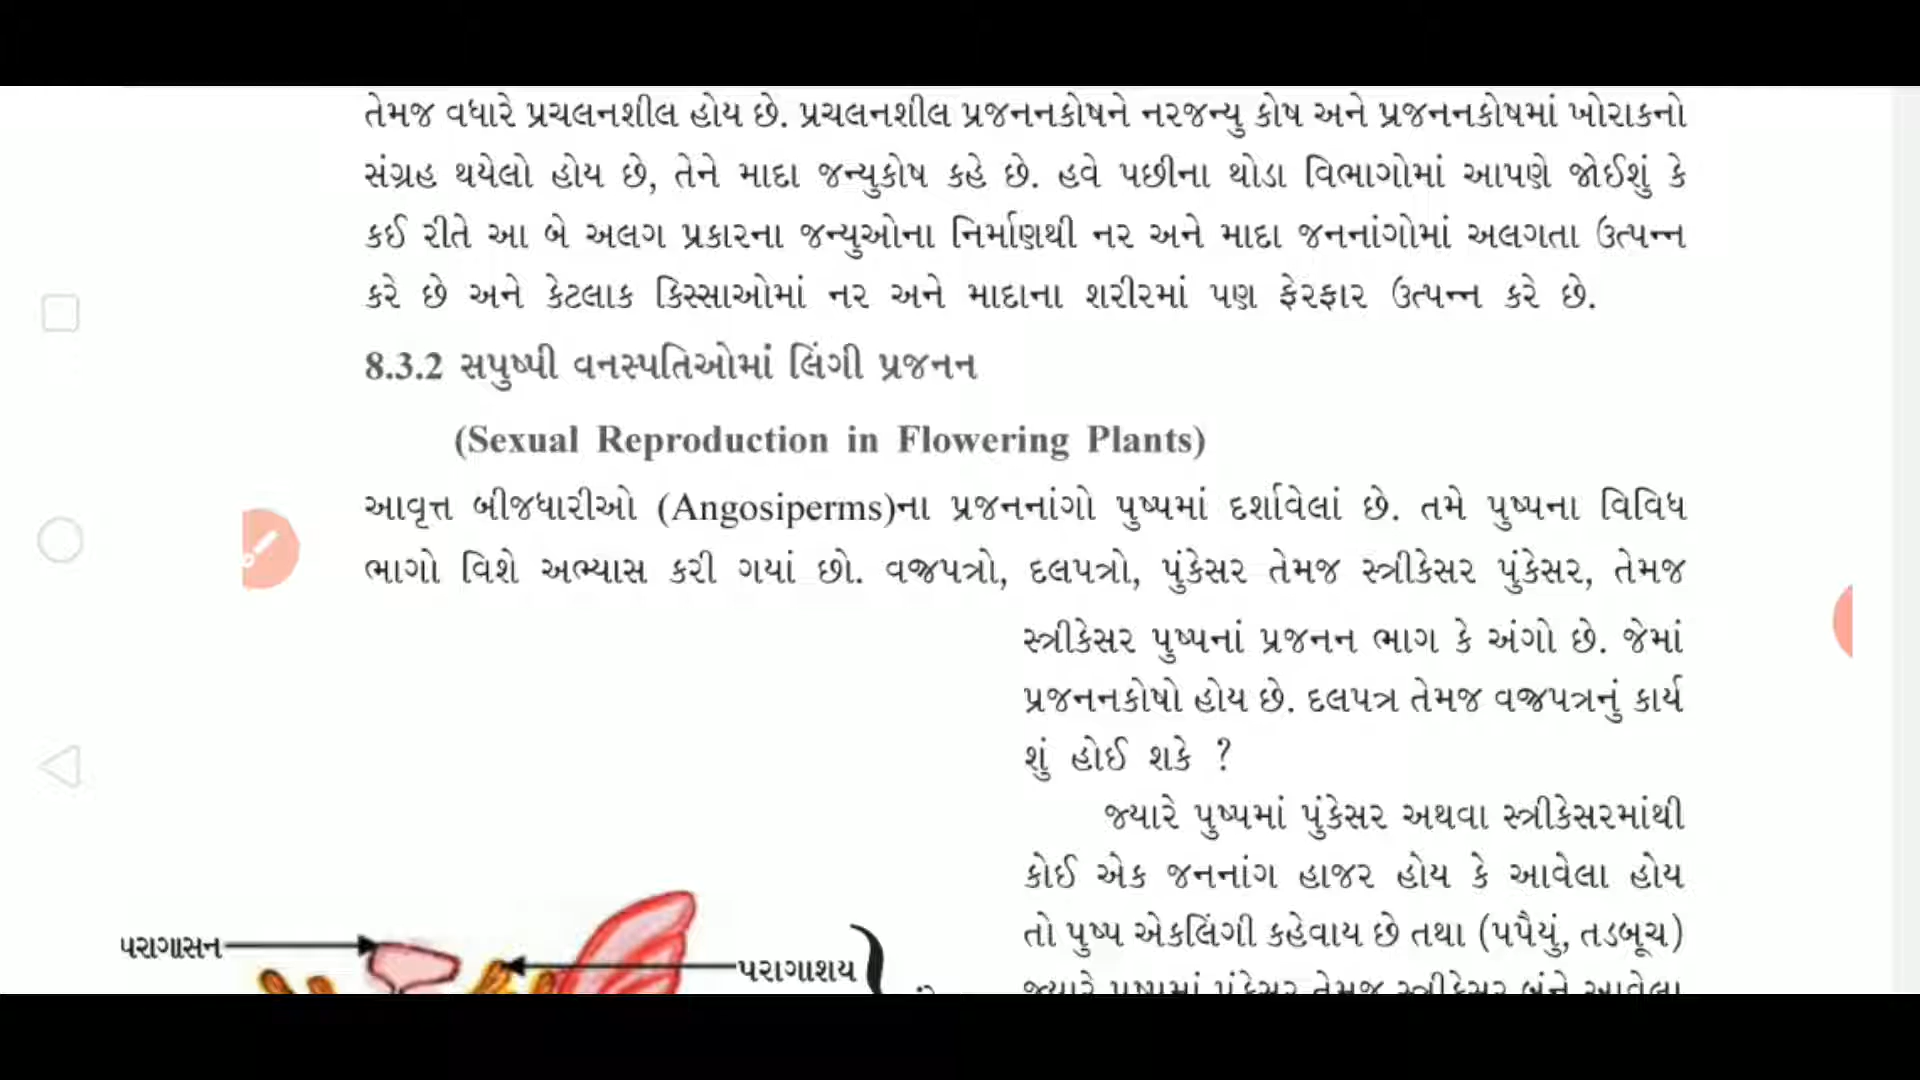 તેમજ વધારે પ્રચલનશીલ હોય છે. પ્રચલનશીલ પ્રજનનકોષને નરજન્યુ કોષ અને પ્રજનનકોષમાં ખોરાકનો
સંગ્રહ થયેલો હોય છે, તેને માદા જન્યુકોષ કહે છે. હવે પછીના થોડા વિભાગોમાં આપણે જોઈશું કે
કઈ રીતે આ બે અલગ પ્રકારના જન્યુઓના નિર્માણથી નર અને માદા જનનાંગોમાં અલગતા ઉત્પન્ન
કરે છે અને કેટલાક કિસ્સાઓમાં નર અને માદાના શરીરમાં પણ ફેરફાર ઉત્પન્ન કરે છે.
8.3.2 સપુષ્પી વનસ્પતિઓમાં લિંગી પ્રજનન
(Sexual Reproduction in Flowering Plants)
આવૃત્ત બીજધારીઓ (Angosiperms)ના પ્રજનનાંગો પુષ્પમાં દર્શાવેલાં છે. તમે પુષ્પના વિવિધ
ભાગો વિશે અભ્યાસ કરી ગયાં છો. વજ્રપત્રો, દલપત્રો, પુંકેસર તેમજ સ્ત્રીકેસર પુંકેસર, તેમજ
સ્ત્રીકેસર પુષ્પનાં પ્રજનન ભાગ કે અંગો છે. જેમાં
પ્રજનનકોષો હોય છે. દલપત્ર તેમજ વજ્રપત્રનું કાર્ય
શું હોઈ શકે ?
જ્યારે પુષ્પમાં પુંકેસર અથવા સ્ત્રીકેસરમાંથી
કોઈ એક જનનાંગ હાજર હોય કે આવેલા હોય
તો પુષ્પ એકલિંગી કહેવાય છે તથા (પપૈયું, તડબૂચ)
જ્યારે પુષ્પમાં પુંકેસર તેમજ સ્ત્રીકેસર બંને આવેલા
પરાગાસન
પરાગાશય